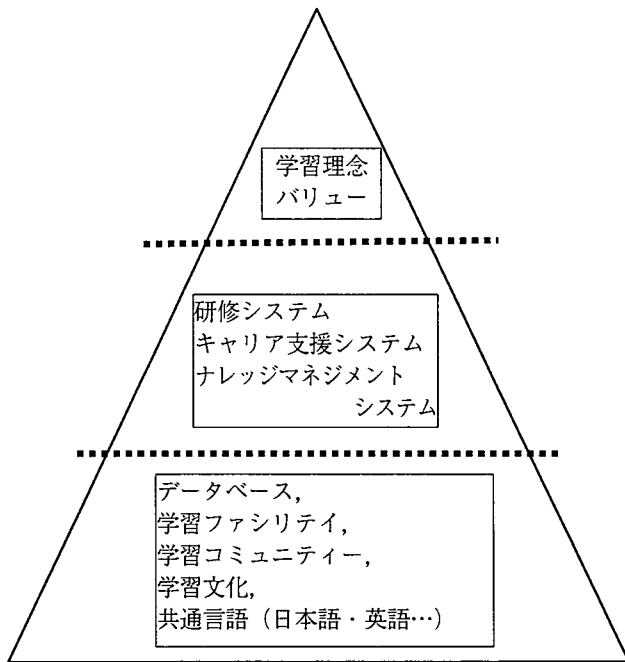 学習理念
バリュー
研修システム
キャリア支援システム
ナレッジマネジメント
システム
データベース,
学習ファシリテイ,
学習コミュニティー,
学習文化,
共通言語（日本語・英語…）